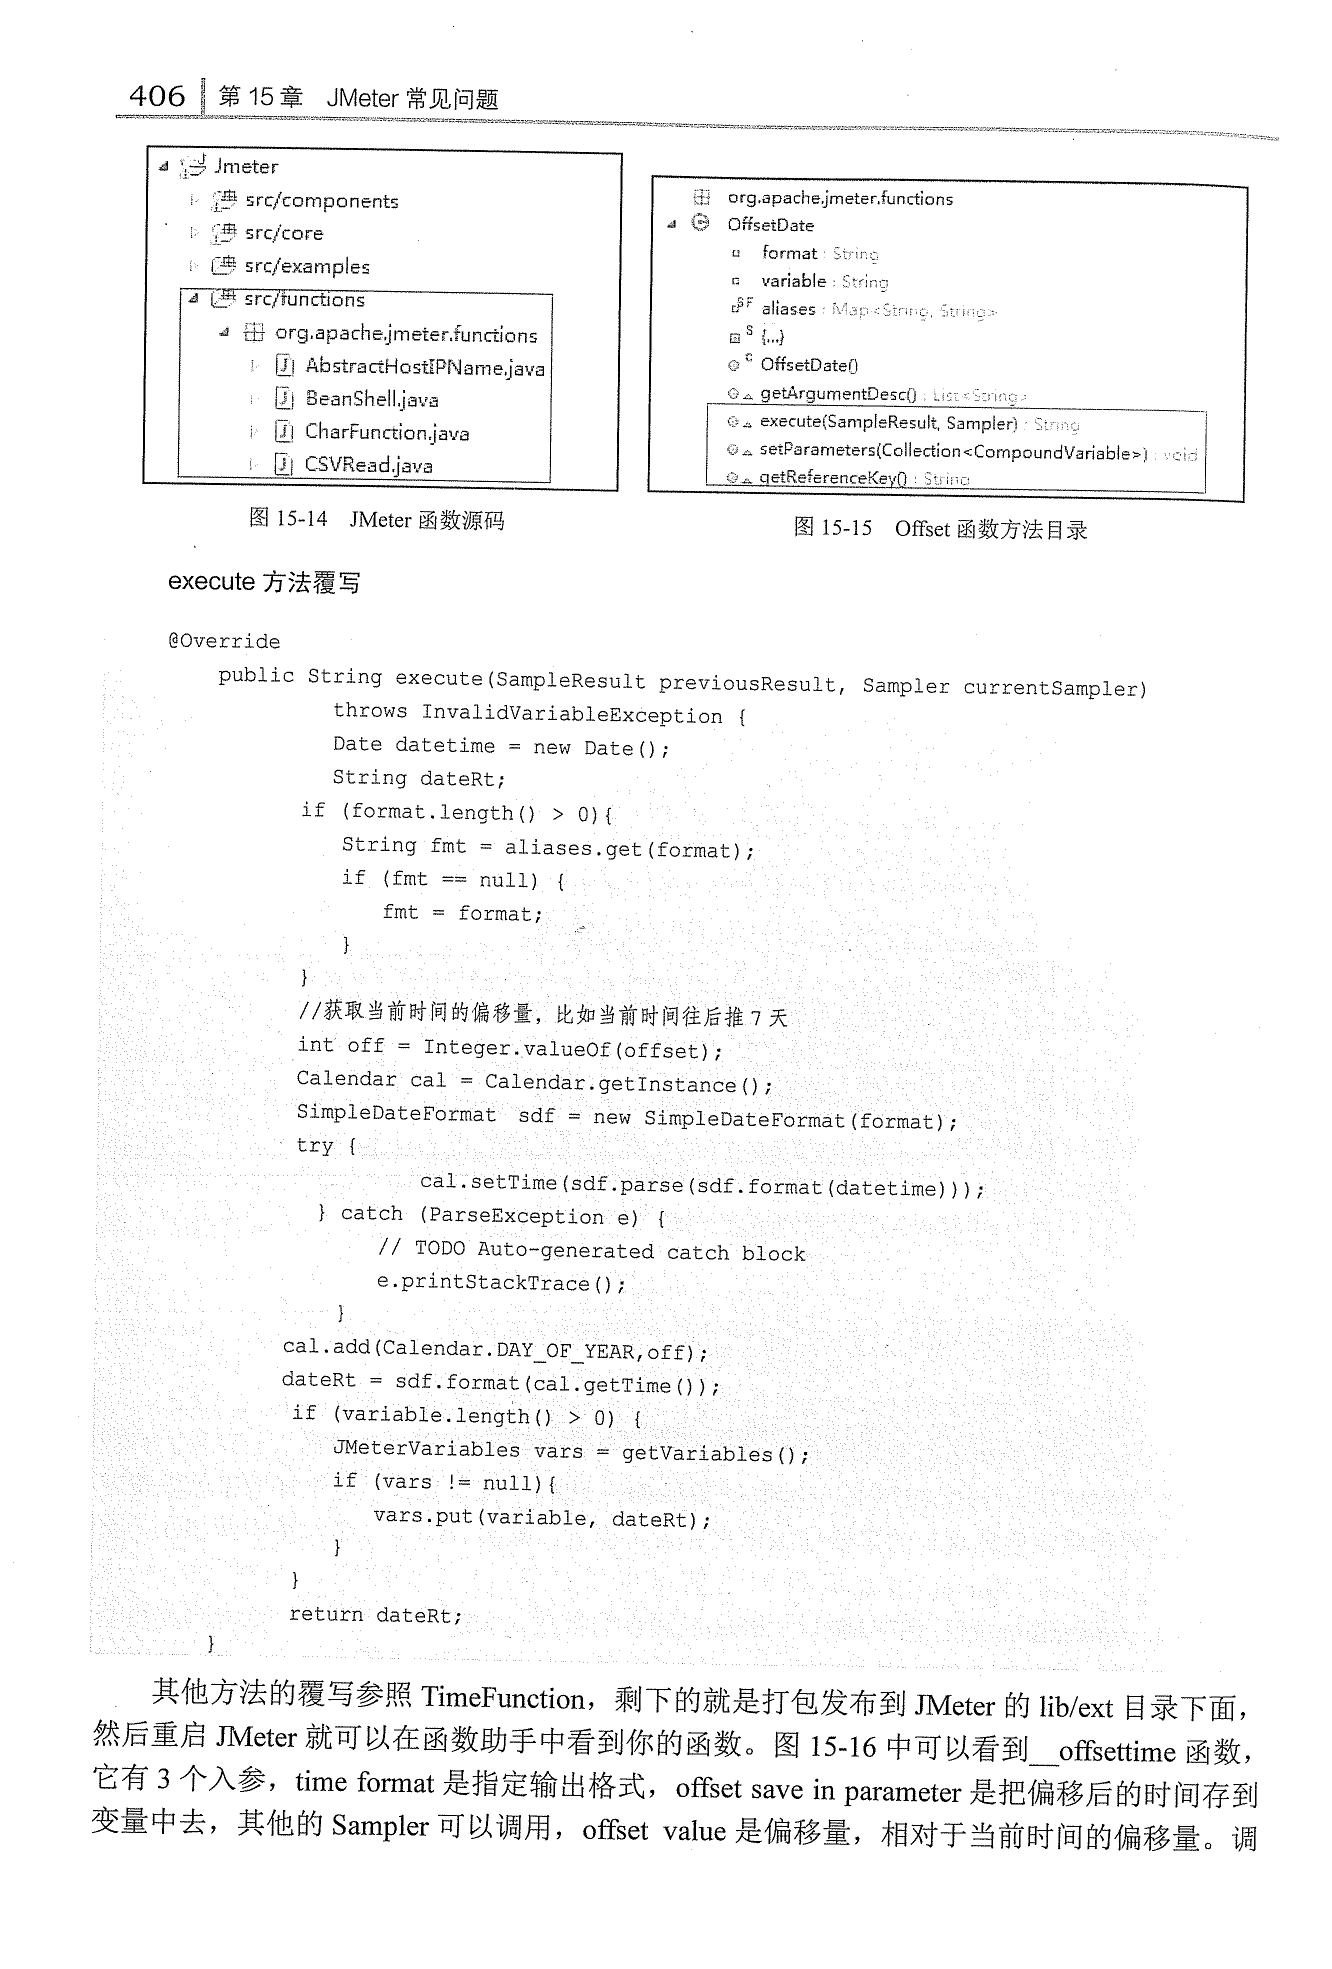 406 第15章 JMeter常见问题
Jmeter
src/components
src/core
src/examples
src/functions
org.apache.jmeter.functions
AbstractHostIPName.java
BeanShell.java
CharFunction.java
CSVRead.java
图 15-14 JMeter 函数源码
org.apache.jmeter.functions
OffsetDate
format : String
variable : String
aliases : Map<String, String>
{...}
OffsetDate()
getArgumentDesc() : List<String>
execute(SampleResult, Sampler) : String
setParameters(Collection<CompoundVariable>) : void
getReferenceKey() : String
图 15-15 Offset 函数方法目录
execute 方法覆写
@Override
public String execute(SampleResult previousResult, Sampler currentSampler)
throws InvalidVariableException {
Date datetime = new Date();
String dateRt;
if (format.length() > 0){
String fmt = aliases.get(format);
if (fmt == null) {
fmt = format;
}
}
//获取当前时间的偏移量，比如当前时间往后推 7 天
int off = Integer.valueOf(offset);
Calendar cal = Calendar.getInstance();
SimpleDateFormat sdf = new SimpleDateFormat(format);
try {
cal.setTime(sdf.parse(sdf.format(datetime)));
} catch (ParseException e) {
// TODO Auto-generated catch block
e.printStackTrace();
}
cal.add(Calendar.DAY_OF_YEAR,off);
dateRt = sdf.format(cal.getTime());
if (variable.length() > 0) {
JMeterVariables vars = getVariables();
if (vars != null){
vars.put(variable, dateRt);
}
}
return dateRt;
}
其他方法的覆写参照 TimeFunction，剩下的就是打包发布到 JMeter 的 lib/ext 目录下面，
然后重启 JMeter 就可以在函数助手中看到你的函数。图 15-16 中可以看到__offsettime 函数，
它有 3 个入参，time format 是指定输出格式，offset save in parameter 是把偏移后的时间存到
变量中去，其他的 Sampler 可以调用，offset value 是偏移量，相对于当前时间的偏移量。调